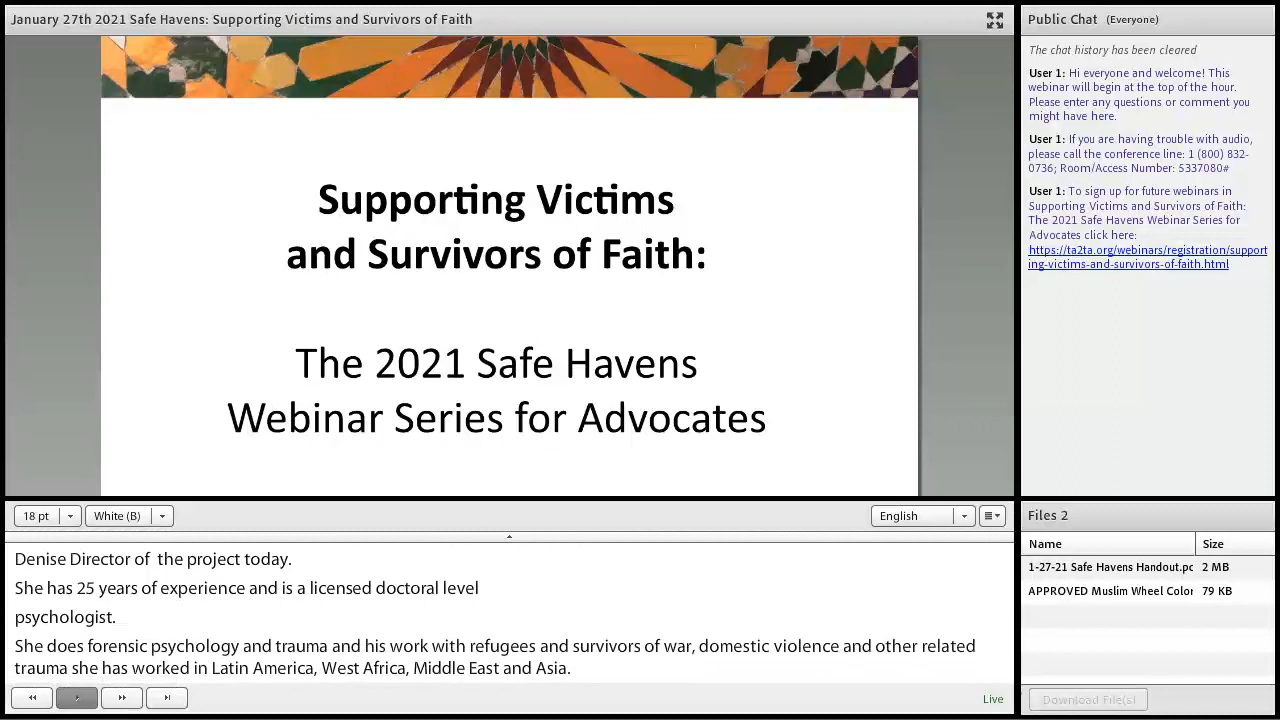 January 27th 2021 Safe Havens: Supporting Victims and Survivors of Faith
Supporting Victims
and Survivors of Faith:
The 2021 Safe Havens
Webinar Series for Advocates
Public Chat (Everyone)
The chat history has been cleared
User 1: Hi everyone and welcome! This
webinar will begin at the top of the hour.
Please enter any questions or comment you
might have here.
User 1: If you are having trouble with audio,
please call the conference line: 1 (800) 832-
0736; Room/Access Number: 5337080#
User 1: To sign up for future webinars in
Supporting Victims and Survivors of Faith:
The 2021 Safe Havens Webinar Series for
Advocates click here:
https://ta2ta.org/webinars/registration/support
ing-victims-and-survivors-of-faith.html
18 pt
White (B)
English
Denise Director of the project today.
She has 25 years of experience and is a licensed doctoral level
psychologist.
She does forensic psychology and trauma and his work with refugees and survivors of war, domestic violence and other related
trauma she has worked in Latin America, West Africa, Middle East and Asia.
Live
Files 2
Name Size
1-27-21 Safe Havens Handout.pc 2 MB
APPROVED Muslim Wheel Color 79 KB
Download File(s)